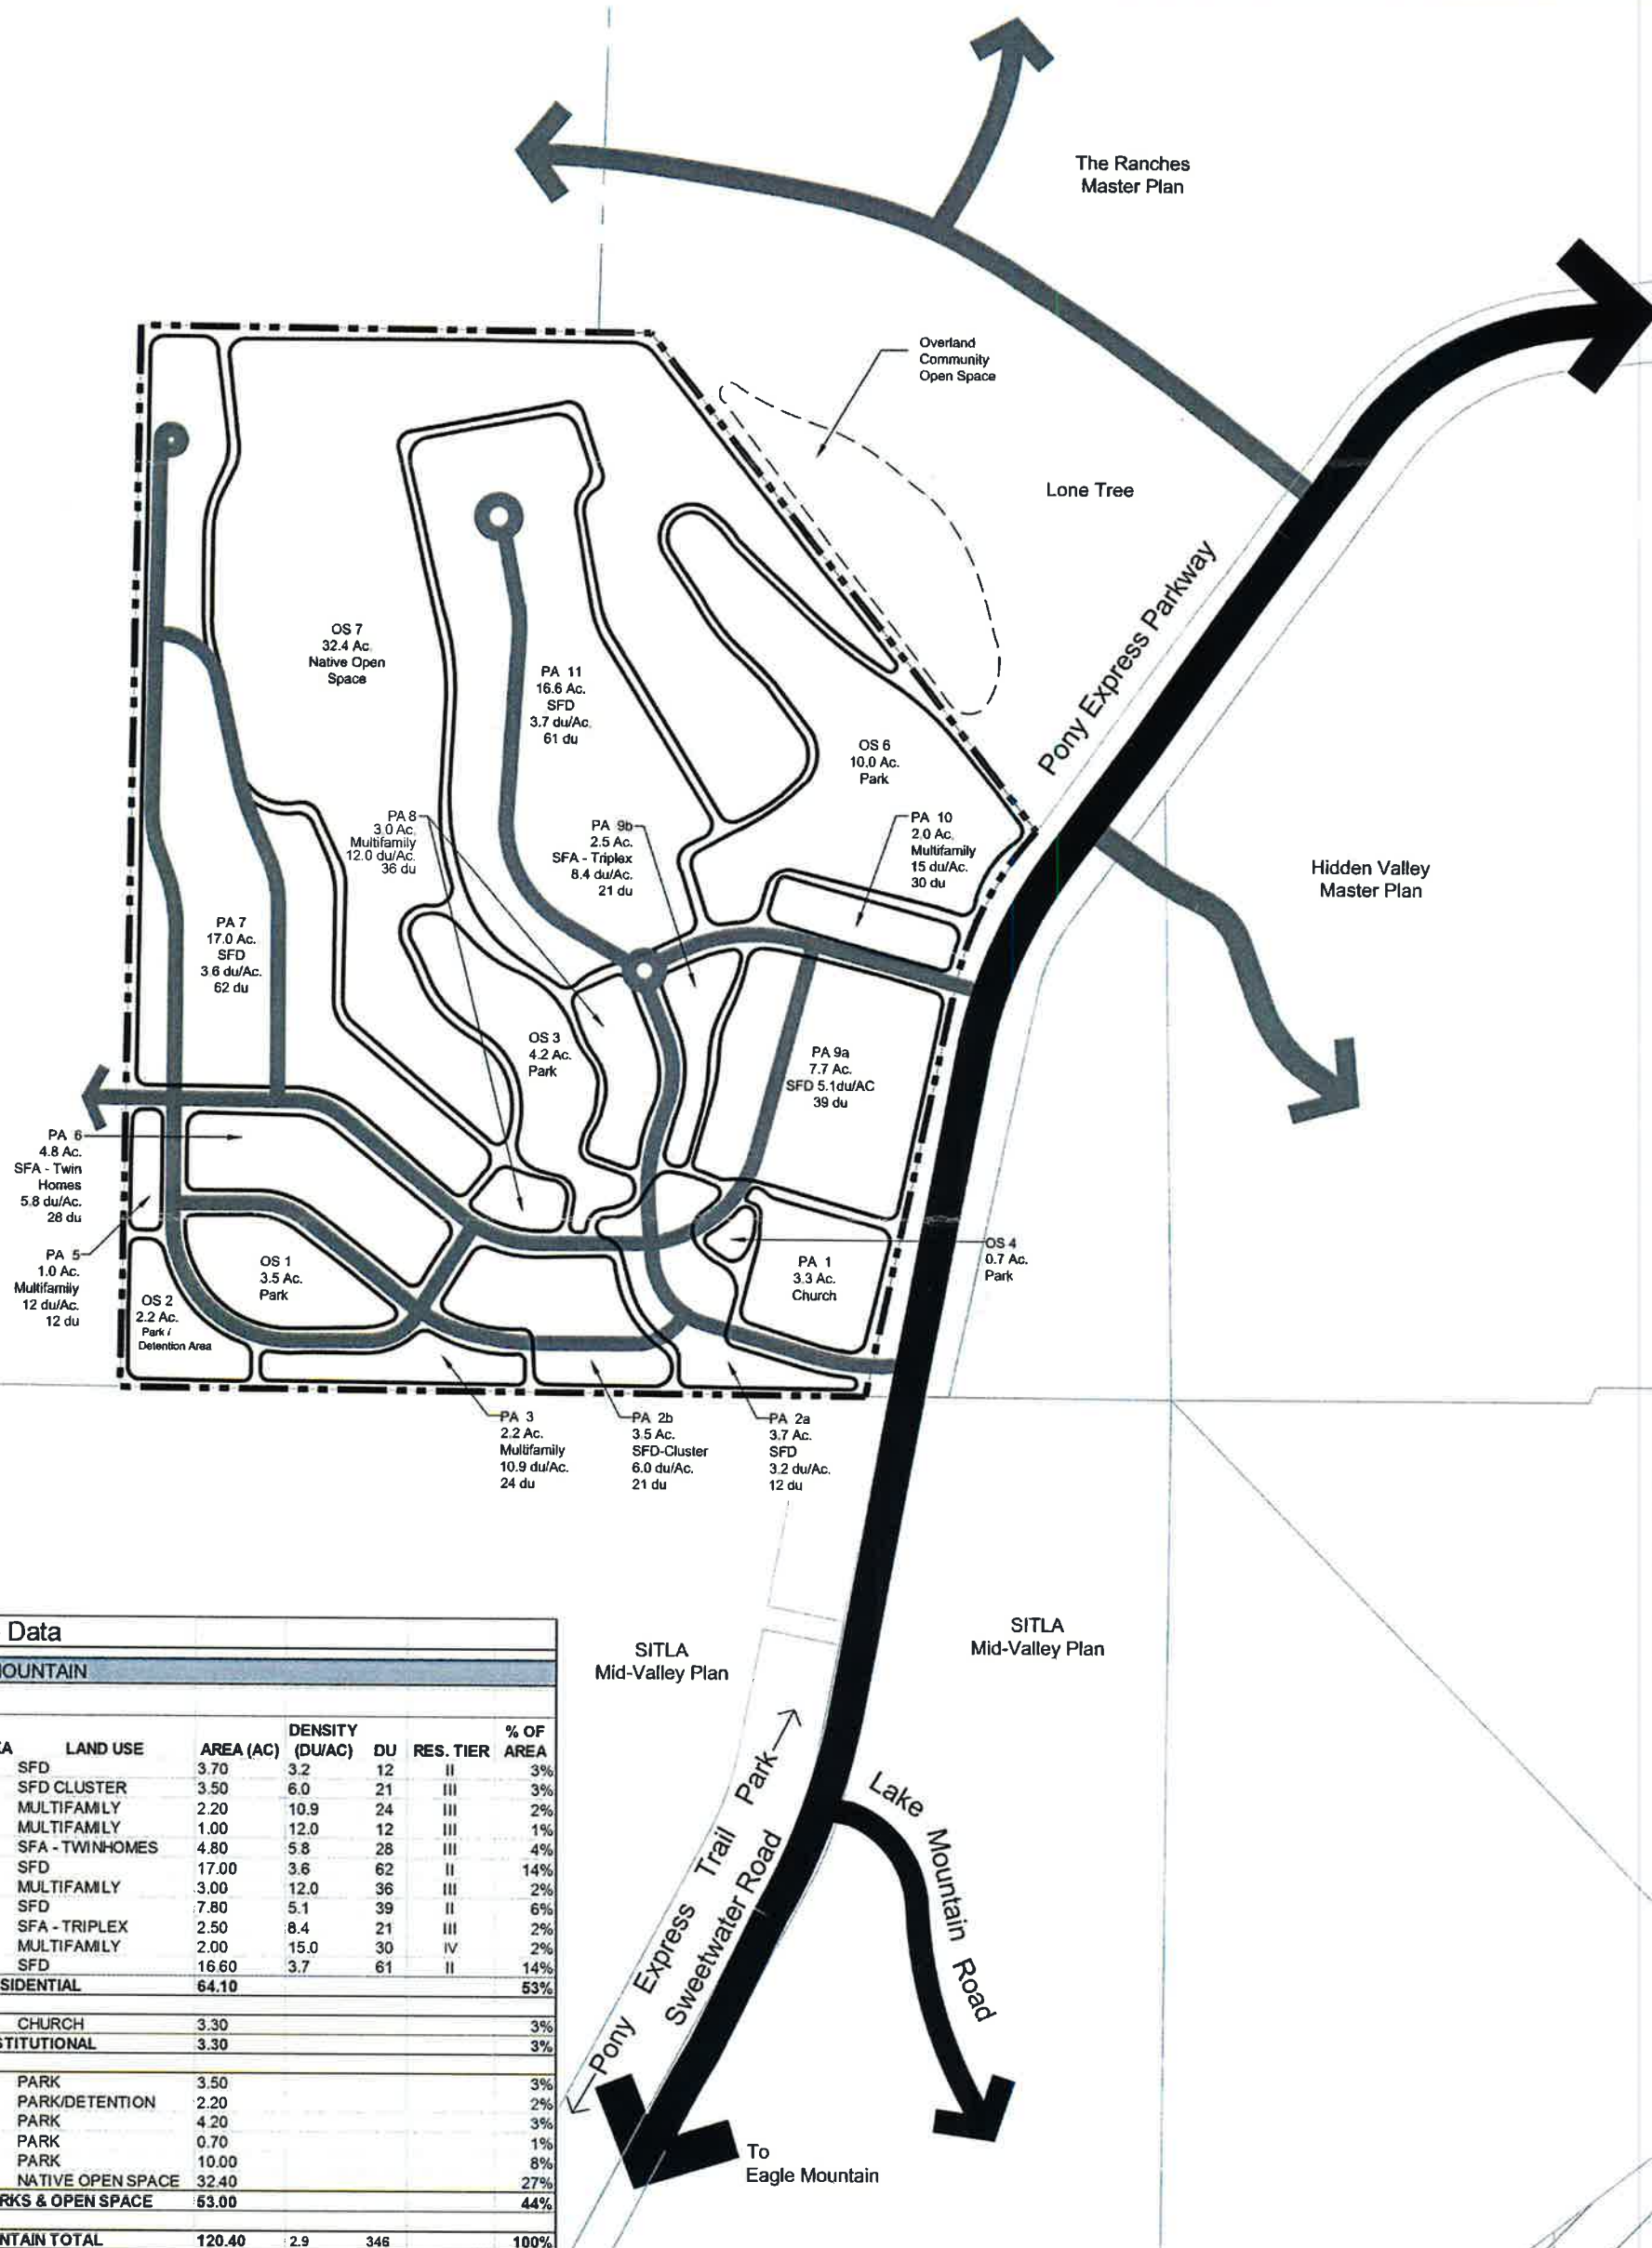 The Ranches
Master Plan
Overland
Community
Open Space
Lone Tree
Pony Express Parkway
OS 7
32.4 Ac.
Native Open
Space
PA 11
16.6 Ac.
SFD
3.7 du/Ac.
61 du
OS 6
10.0 Ac.
Park
PA 8
3.0 Ac.
Multifamily
12.0 du/Ac.
36 du
PA 9b
2.5 Ac.
SFA - Triplex
8.4 du/Ac.
21 du
PA 10
2.0 Ac.
Multifamily
15 du/Ac.
30 du
Hidden Valley
Master Plan
PA 7
17.0 Ac.
SFD
3.6 du/Ac.
62 du
OS 3
4.2 Ac.
Park
PA 9a
7.7 Ac.
SFD 5.1du/AC
39 du
PA 6
4.8 Ac.
SFA - Twin
Homes
5.8 du/Ac.
28 du
PA 5
1.0 Ac.
Multifamily
12 du/Ac.
12 du
OS 1
3.5 Ac.
Park
OS 2
2.2 Ac.
Park /
Detention Area
PA 1
3.3 Ac.
Church
OS 4
0.7 Ac.
Park
PA 3
2.2 Ac.
Multifamily
10.9 du/Ac.
24 du
PA 2b
3.5 Ac.
SFD-Cluster
6.0 du/Ac.
21 du
PA 2a
3.7 Ac.
SFD
3.2 du/Ac.
12 du
SITLA
Mid-Valley Plan
SITLA
Mid-Valley Plan
Pony Express Trail Park
Sweetwater Road
Lake Mountain Road
To
Eagle Mountain
Data
OUNTAIN
A LAND USE AREA (AC) DENSITY (DU/AC) DU RES. TIER % OF AREA
SFD 3.70 3.2 12 II 3%
SFD CLUSTER 3.50 6.0 21 III 3%
MULTIFAMILY 2.20 10.9 24 III 2%
MULTIFAMILY 1.00 12.0 12 III 1%
SFA - TWINHOMES 4.80 5.8 28 III 4%
SFD 17.00 3.6 62 II 14%
MULTIFAMILY 3.00 12.0 36 III 2%
SFD 7.80 5.1 39 II 6%
SFA - TRIPLEX 2.50 8.4 21 III 2%
MULTIFAMILY 2.00 15.0 30 IV 2%
SFD 16.60 3.7 61 II 14%
SIDENTIAL 64.10 53%
CHURCH 3.30 3%
STITUTIONAL 3.30 3%
PARK 3.50 3%
PARK/DETENTION 2.20 2%
PARK 4.20 3%
PARK 0.70 1%
PARK 10.00 8%
NATIVE OPEN SPACE 32.40 27%
RKS & OPEN SPACE 53.00 44%
NTAIN TOTAL 120.40 2.9 346 100%